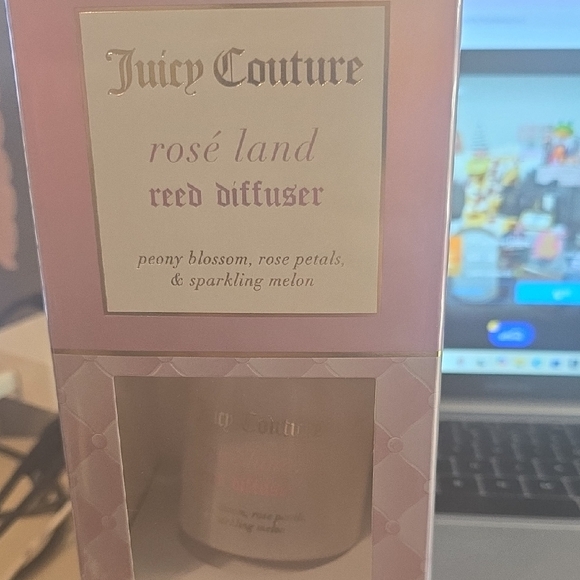 Juicy Couture
rosé land
reed diffuser
peony blossom, rose petals,
& sparkling melon